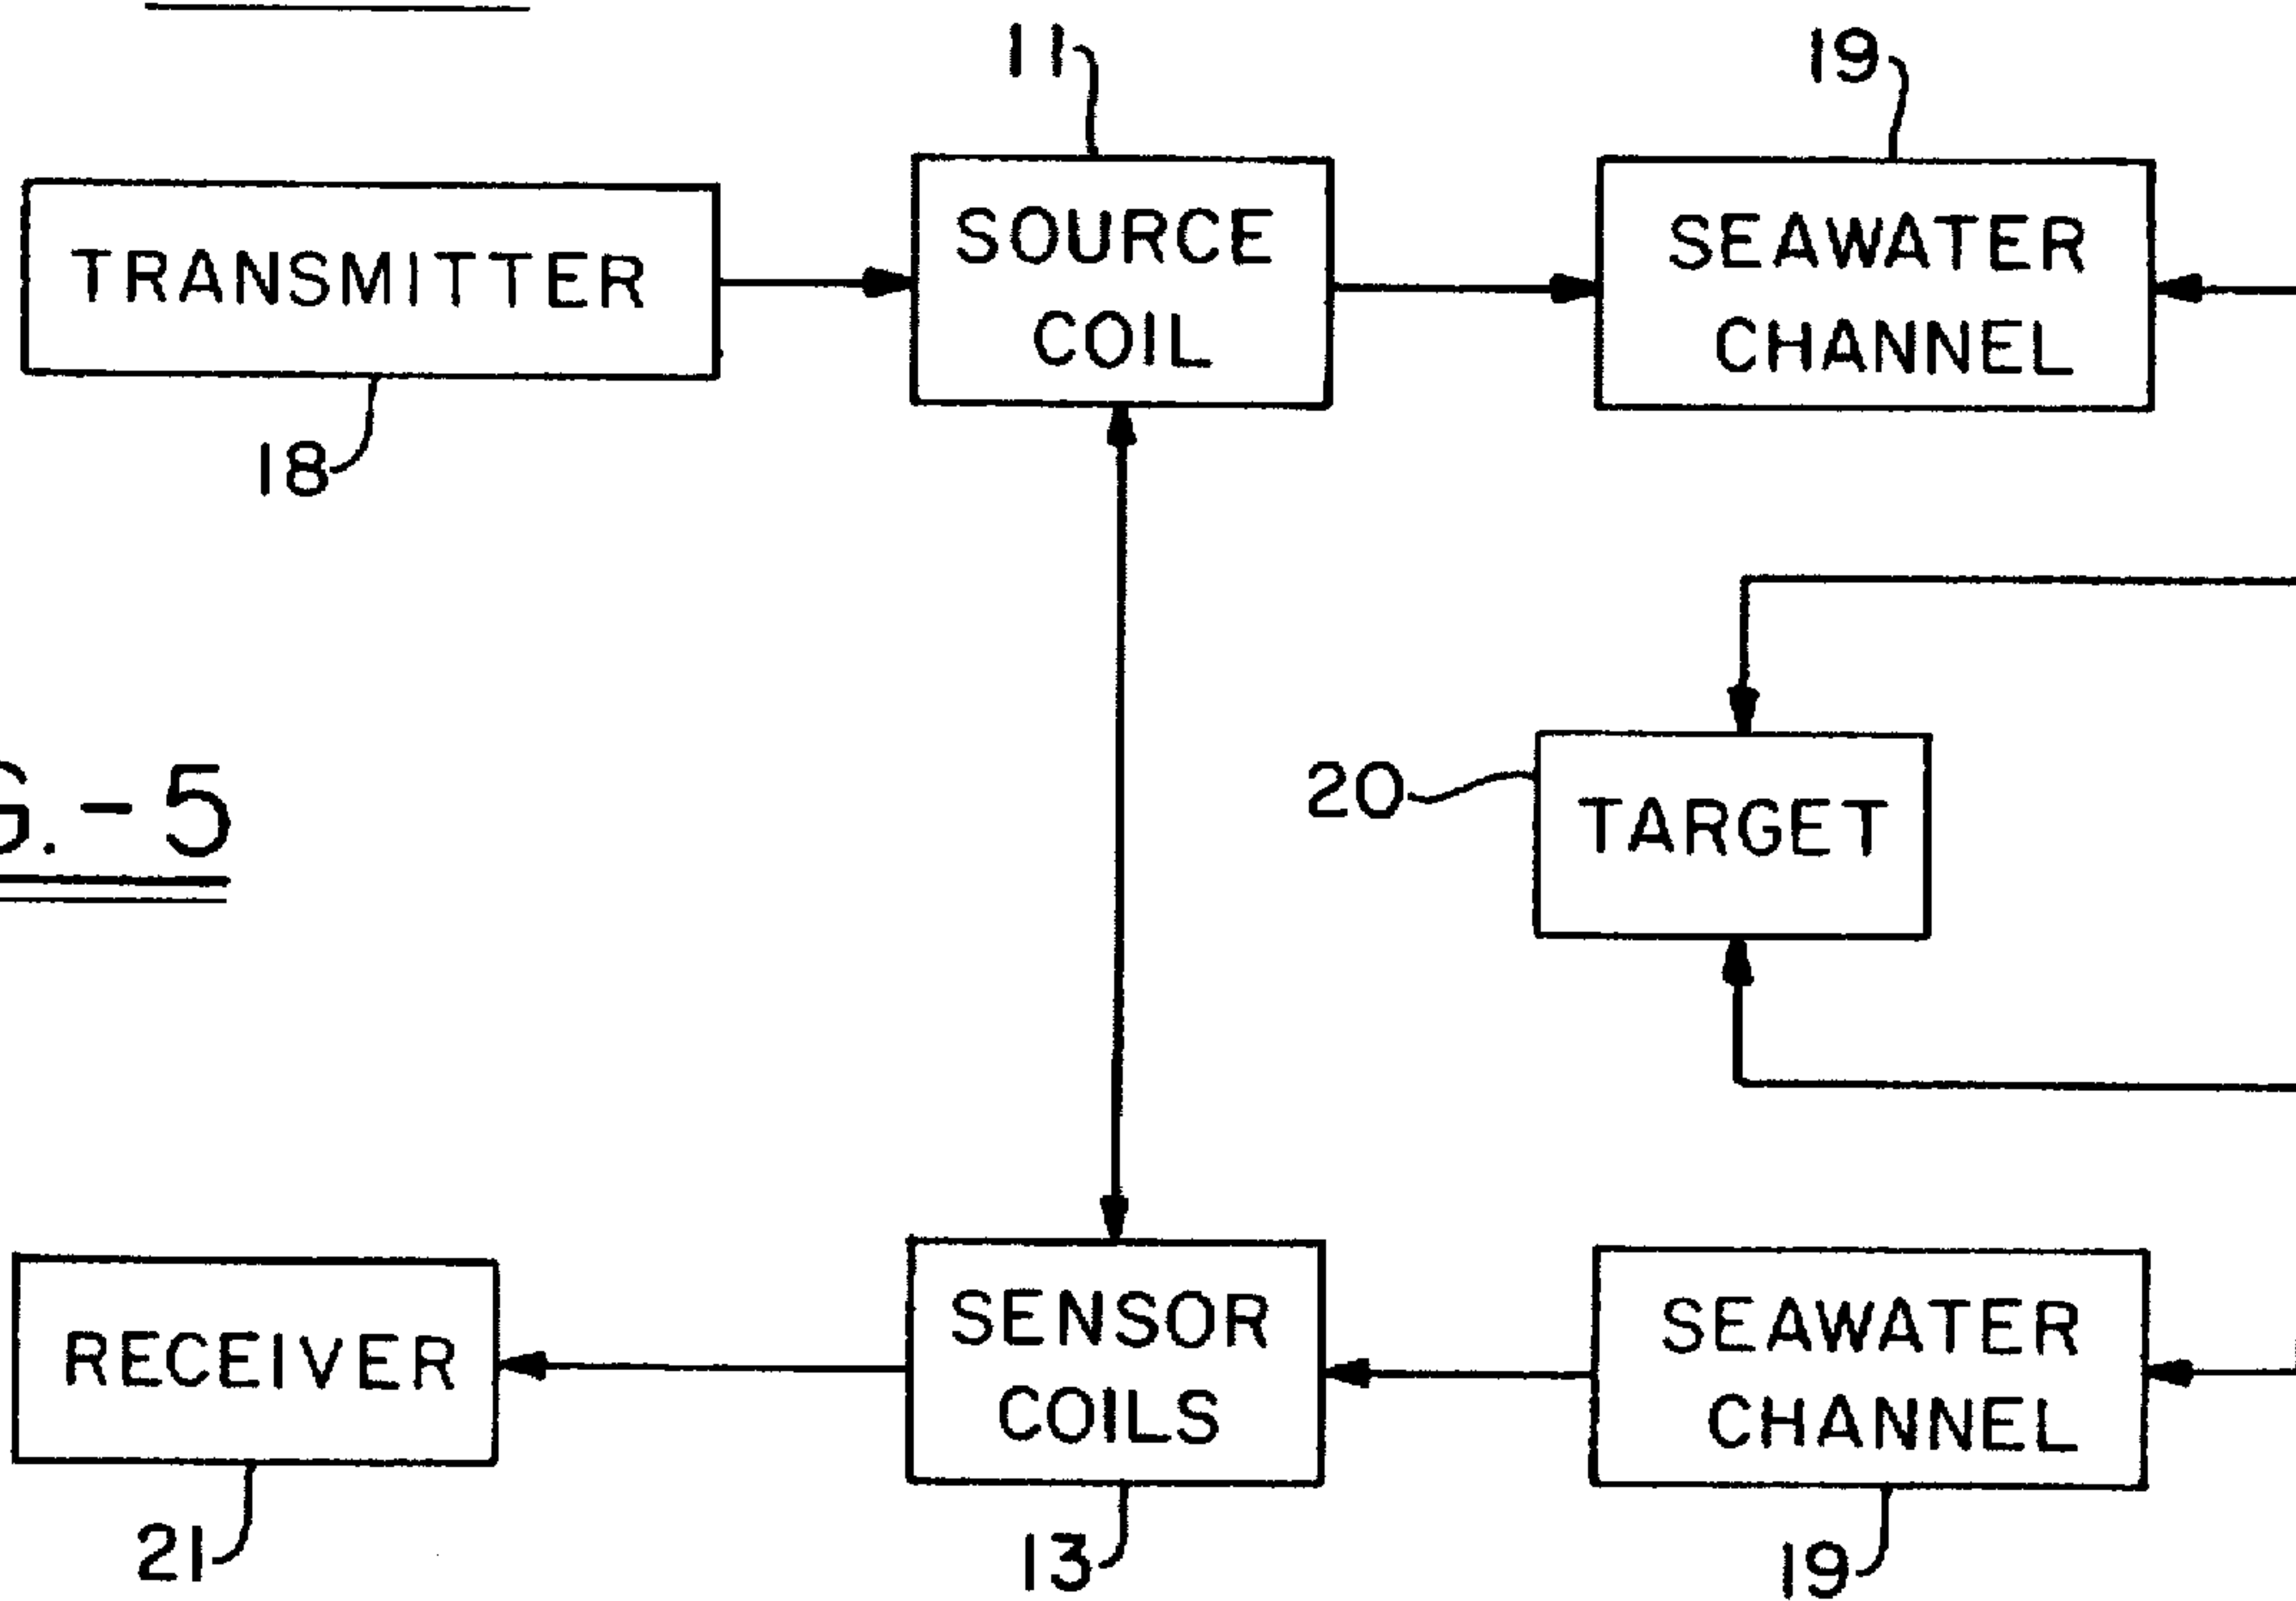 11
19
TRANSMITTER
SOURCE
COIL
SEAWATER
CHANNEL
18
G.-5
20
TARGET
RECEIVER
SENSOR
COILS
SEAWATER
CHANNEL
21
13
19